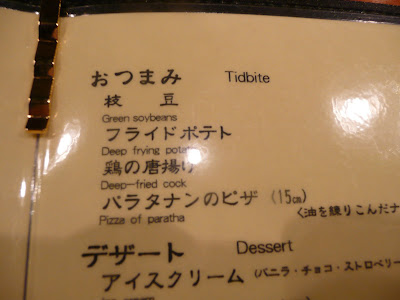 おつまみ Tidbite
枝豆
Green soybeans
フライドポテト
Deep frying potato
鶏の唐揚げ
Deep-fried cock
バラタナンのピザ (15㎝)
Pizza of paratha
〈油を練りこんだナ
デザート Dessert
アイスクリーム (バニラ・チョコ・ストロベリー